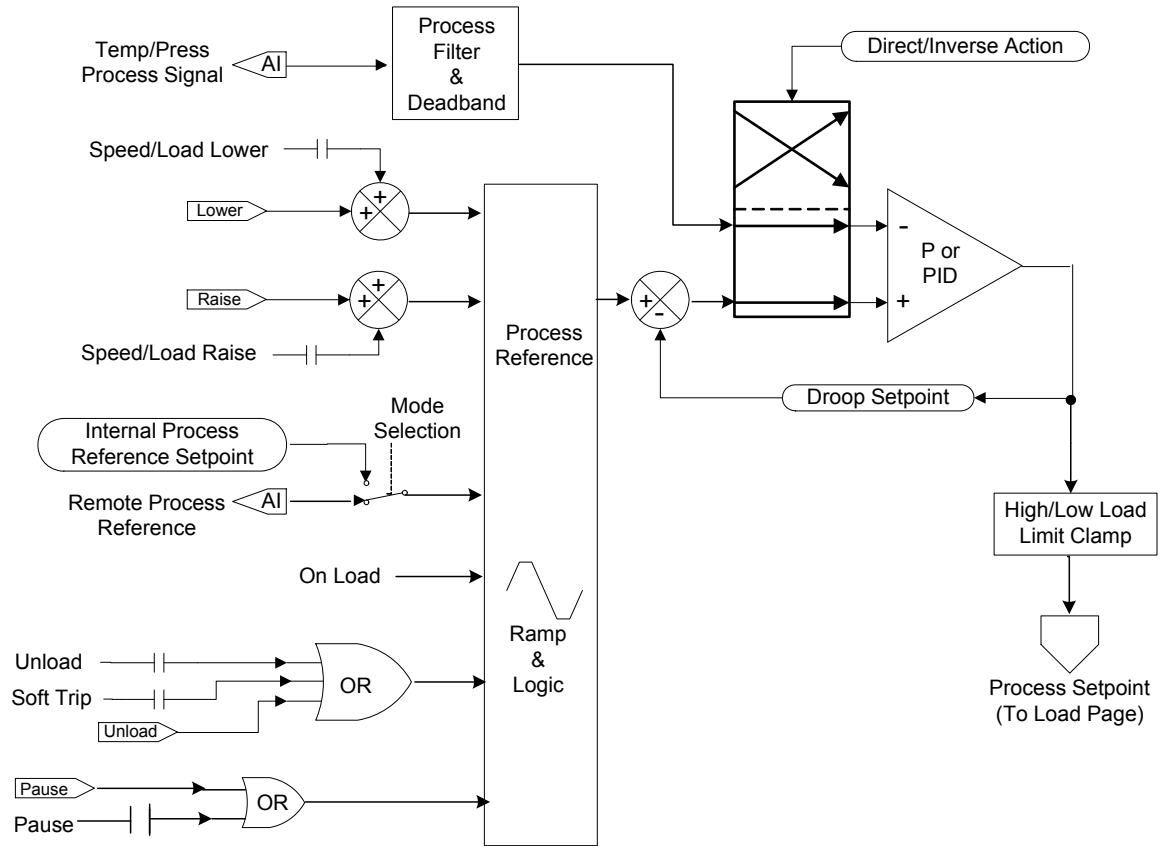 Temp/Press
Process Signal
AI
Process
Filter
&
Deadband
Direct/Inverse Action
Speed/Load Lower
+
+
Lower
Raise
+
+
Speed/Load Raise
Process
Reference
+
-
-
P or
PID
+
Droop Setpoint
Mode
Selection
Internal Process
Reference Setpoint
Remote Process
Reference
AI
High/Low Load
Limit Clamp
On Load
Ramp
&
Logic
Unload
Soft Trip
Unload
OR
Process Setpoint
(To Load Page)
Pause
Pause
OR